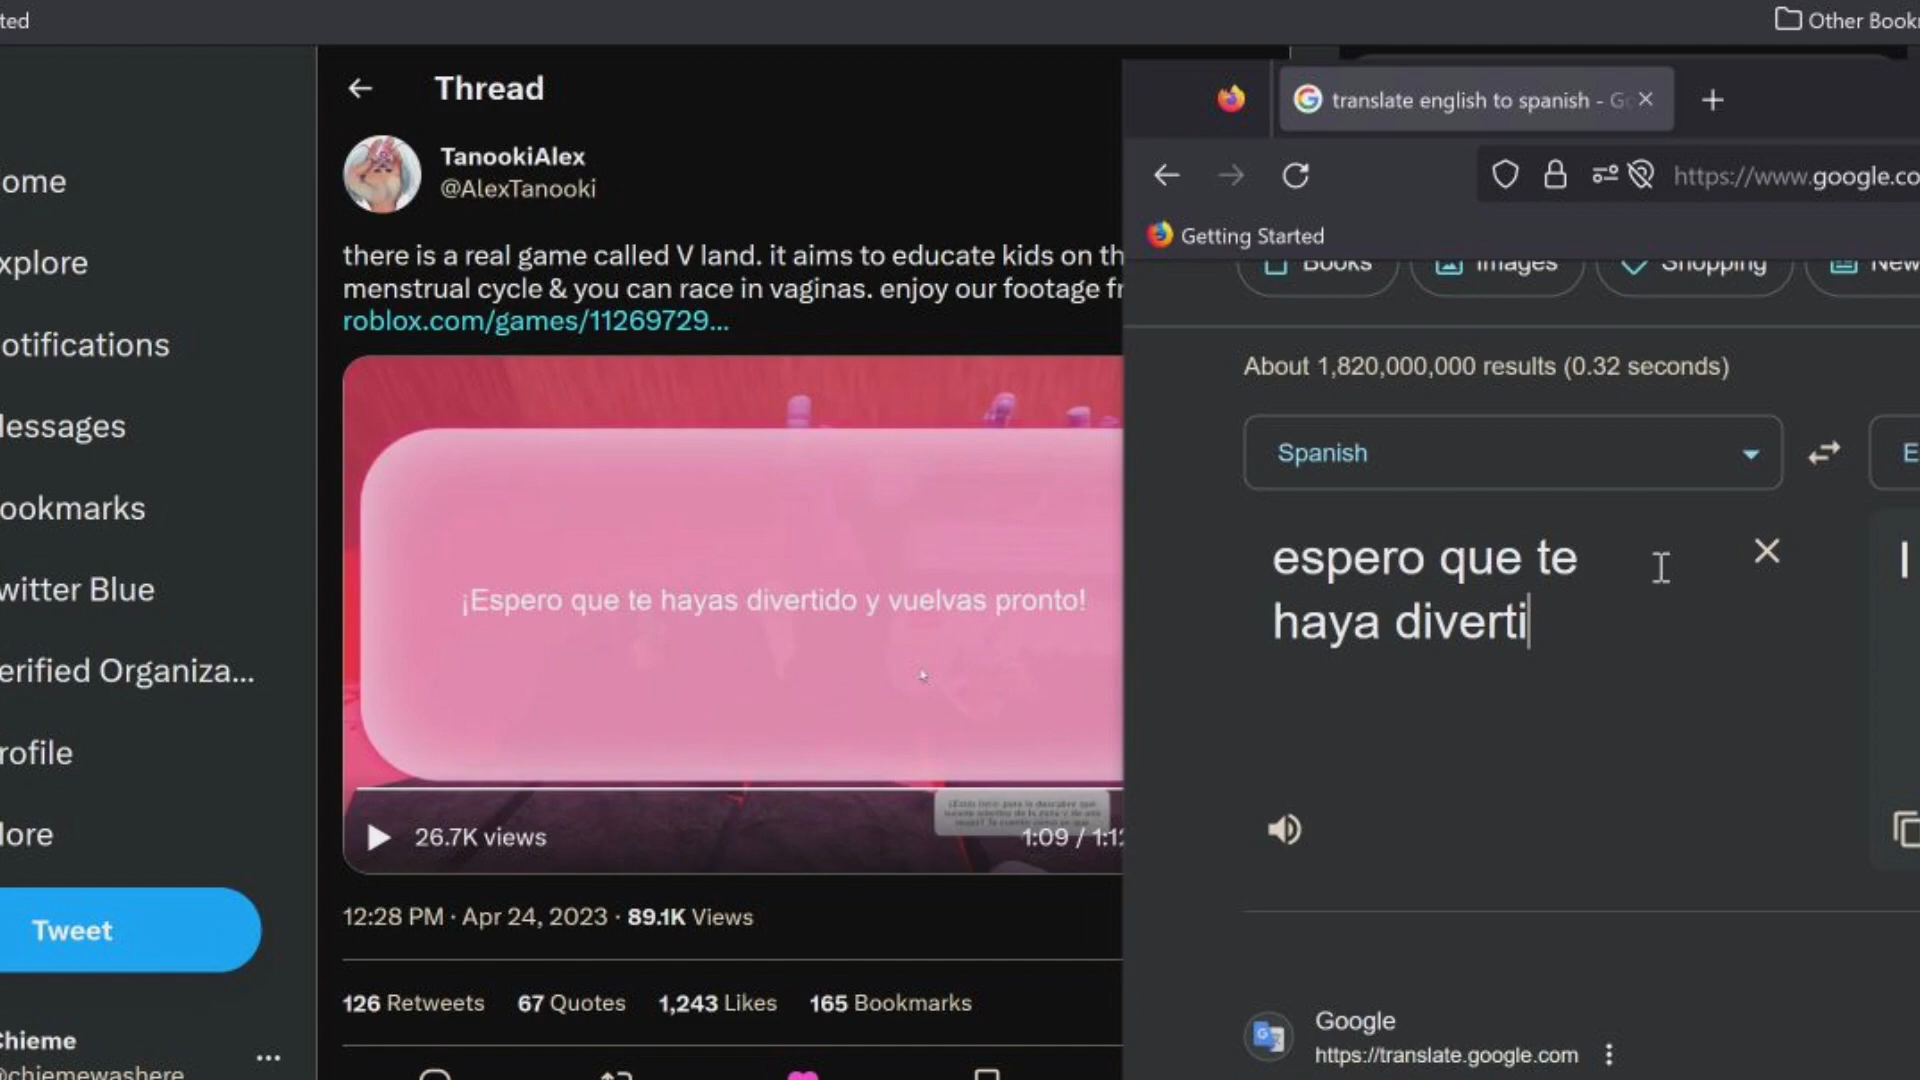 ted
Other Book
ome
xplore
otifications
essages
ookmarks
witter Blue
erified Organiza...
rofile
ore
Tweet
Chieme
@chiemewashere
Thread
TanookiAlex
@AlexTanooki
there is a real game called V land. it aims to educate kids on th
menstrual cycle & you can race in vaginas. enjoy our footage fr
roblox.com/games/11269729...
¡Espero que te hayas divertido y vuelvas pronto!
26.7K views
1:09 / 1:12
12:28 PM · Apr 24, 2023 · 89.1K Views
126 Retweets 67 Quotes 1,243 Likes 165 Bookmarks
translate english to spanish - Go
https://www.google.co
Getting Started
Books Images Shopping New
About 1,820,000,000 results (0.32 seconds)
Spanish E
espero que te
haya diverti
I
Google
https://translate.google.com